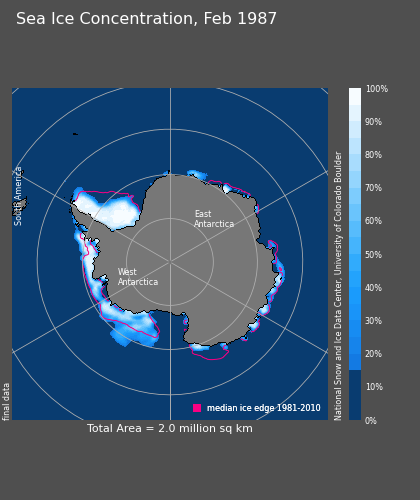 Sea Ice Concentration, Feb 1987
South America
East
Antarctica
West
Antarctica
final data
median ice edge 1981-2010
Total Area = 2.0 million sq km
100%
90%
80%
70%
60%
50%
40%
30%
20%
10%
0%
National Snow and Ice Data Center, University of Colorado Boulder